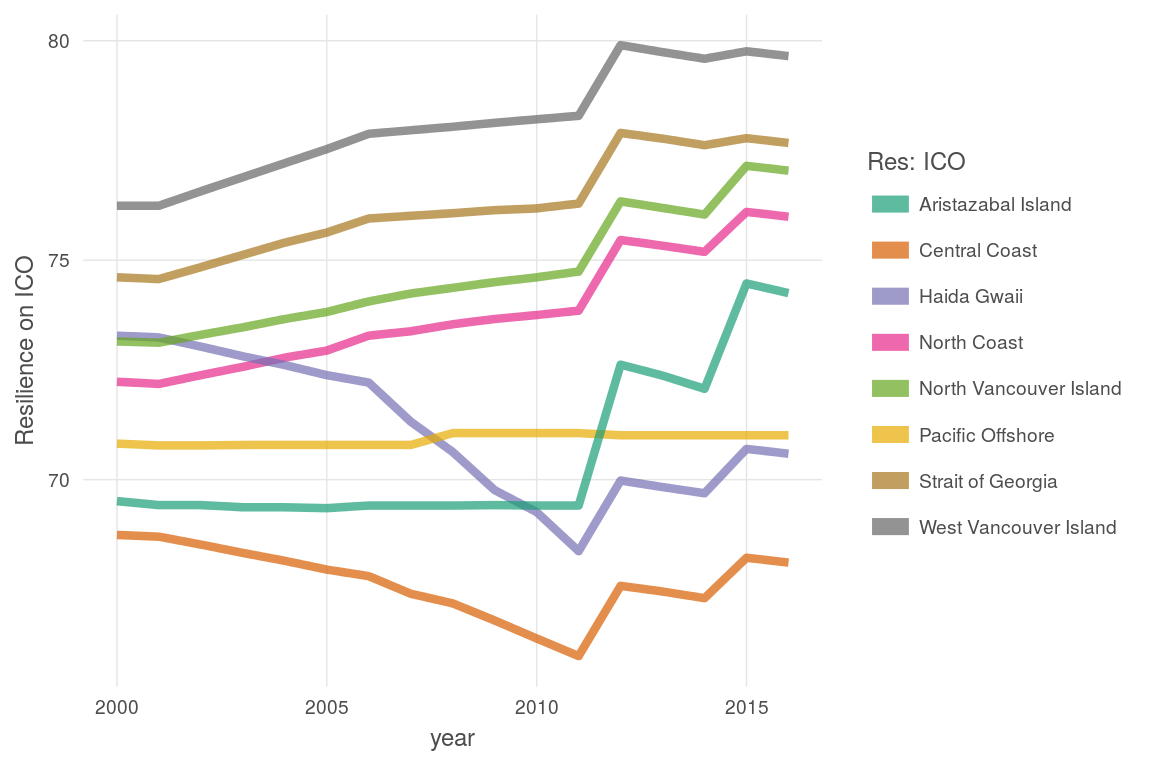 80
75
70
Resilience on ICO
2000 2005 2010 2015
year
Res: ICO
Aristazabal Island
Central Coast
Haida Gwaii
North Coast
North Vancouver Island
Pacific Offshore
Strait of Georgia
West Vancouver Island